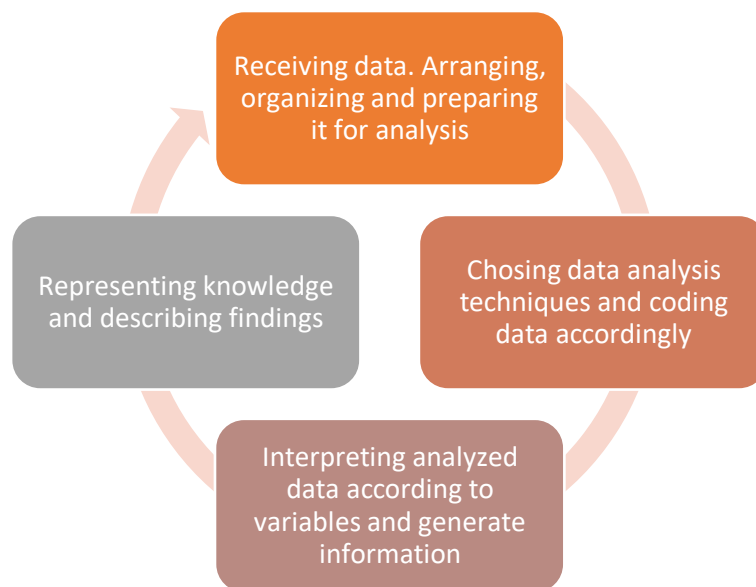 Receiving data. Arranging,
organizing and preparing
it for analysis
Chosing data analysis
techniques and coding
data accordingly
Interpreting analyzed
data according to
variables and generate
information
Representing knowledge
and describing findings